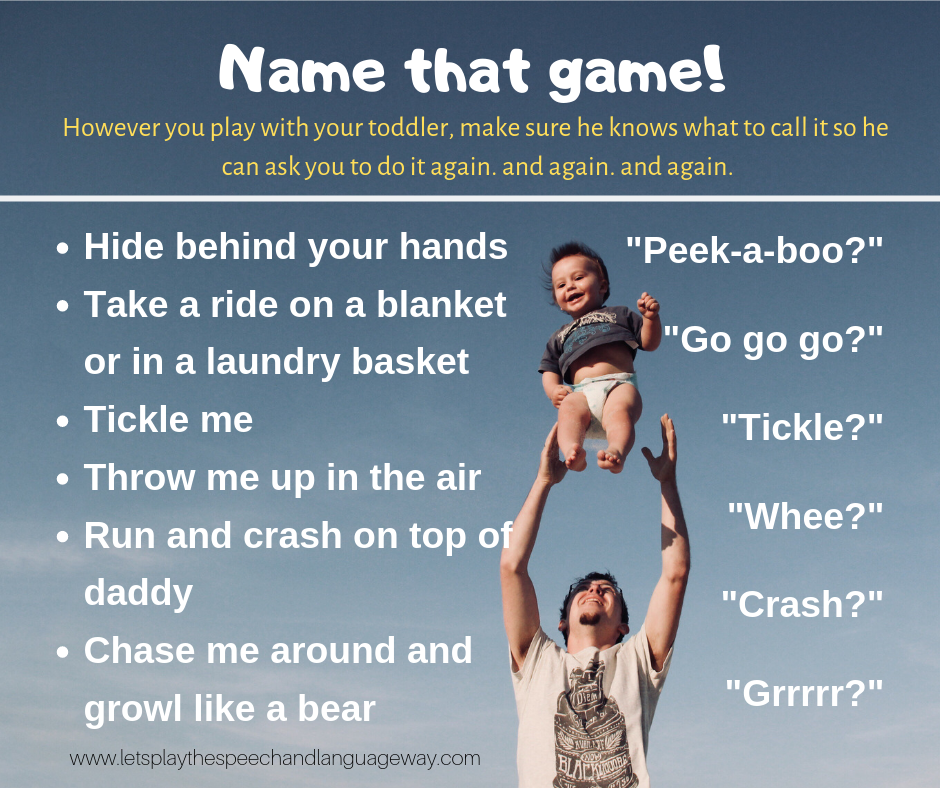 Name that game!
However you play with your toddler, make sure he knows what to call it so he
can ask you to do it again. and again. and again.
• Hide behind your hands
• Take a ride on a blanket
or in a laundry basket
• Tickle me
• Throw me up in the air
• Run and crash on top of
daddy
• Chase me around and
growl like a bear
"Peek-a-boo?"
"Go go go?"
"Tickle?"
"Whee?"
"Crash?"
"Grrrrr?"
www.letsplaythespeechandlanguageway.com